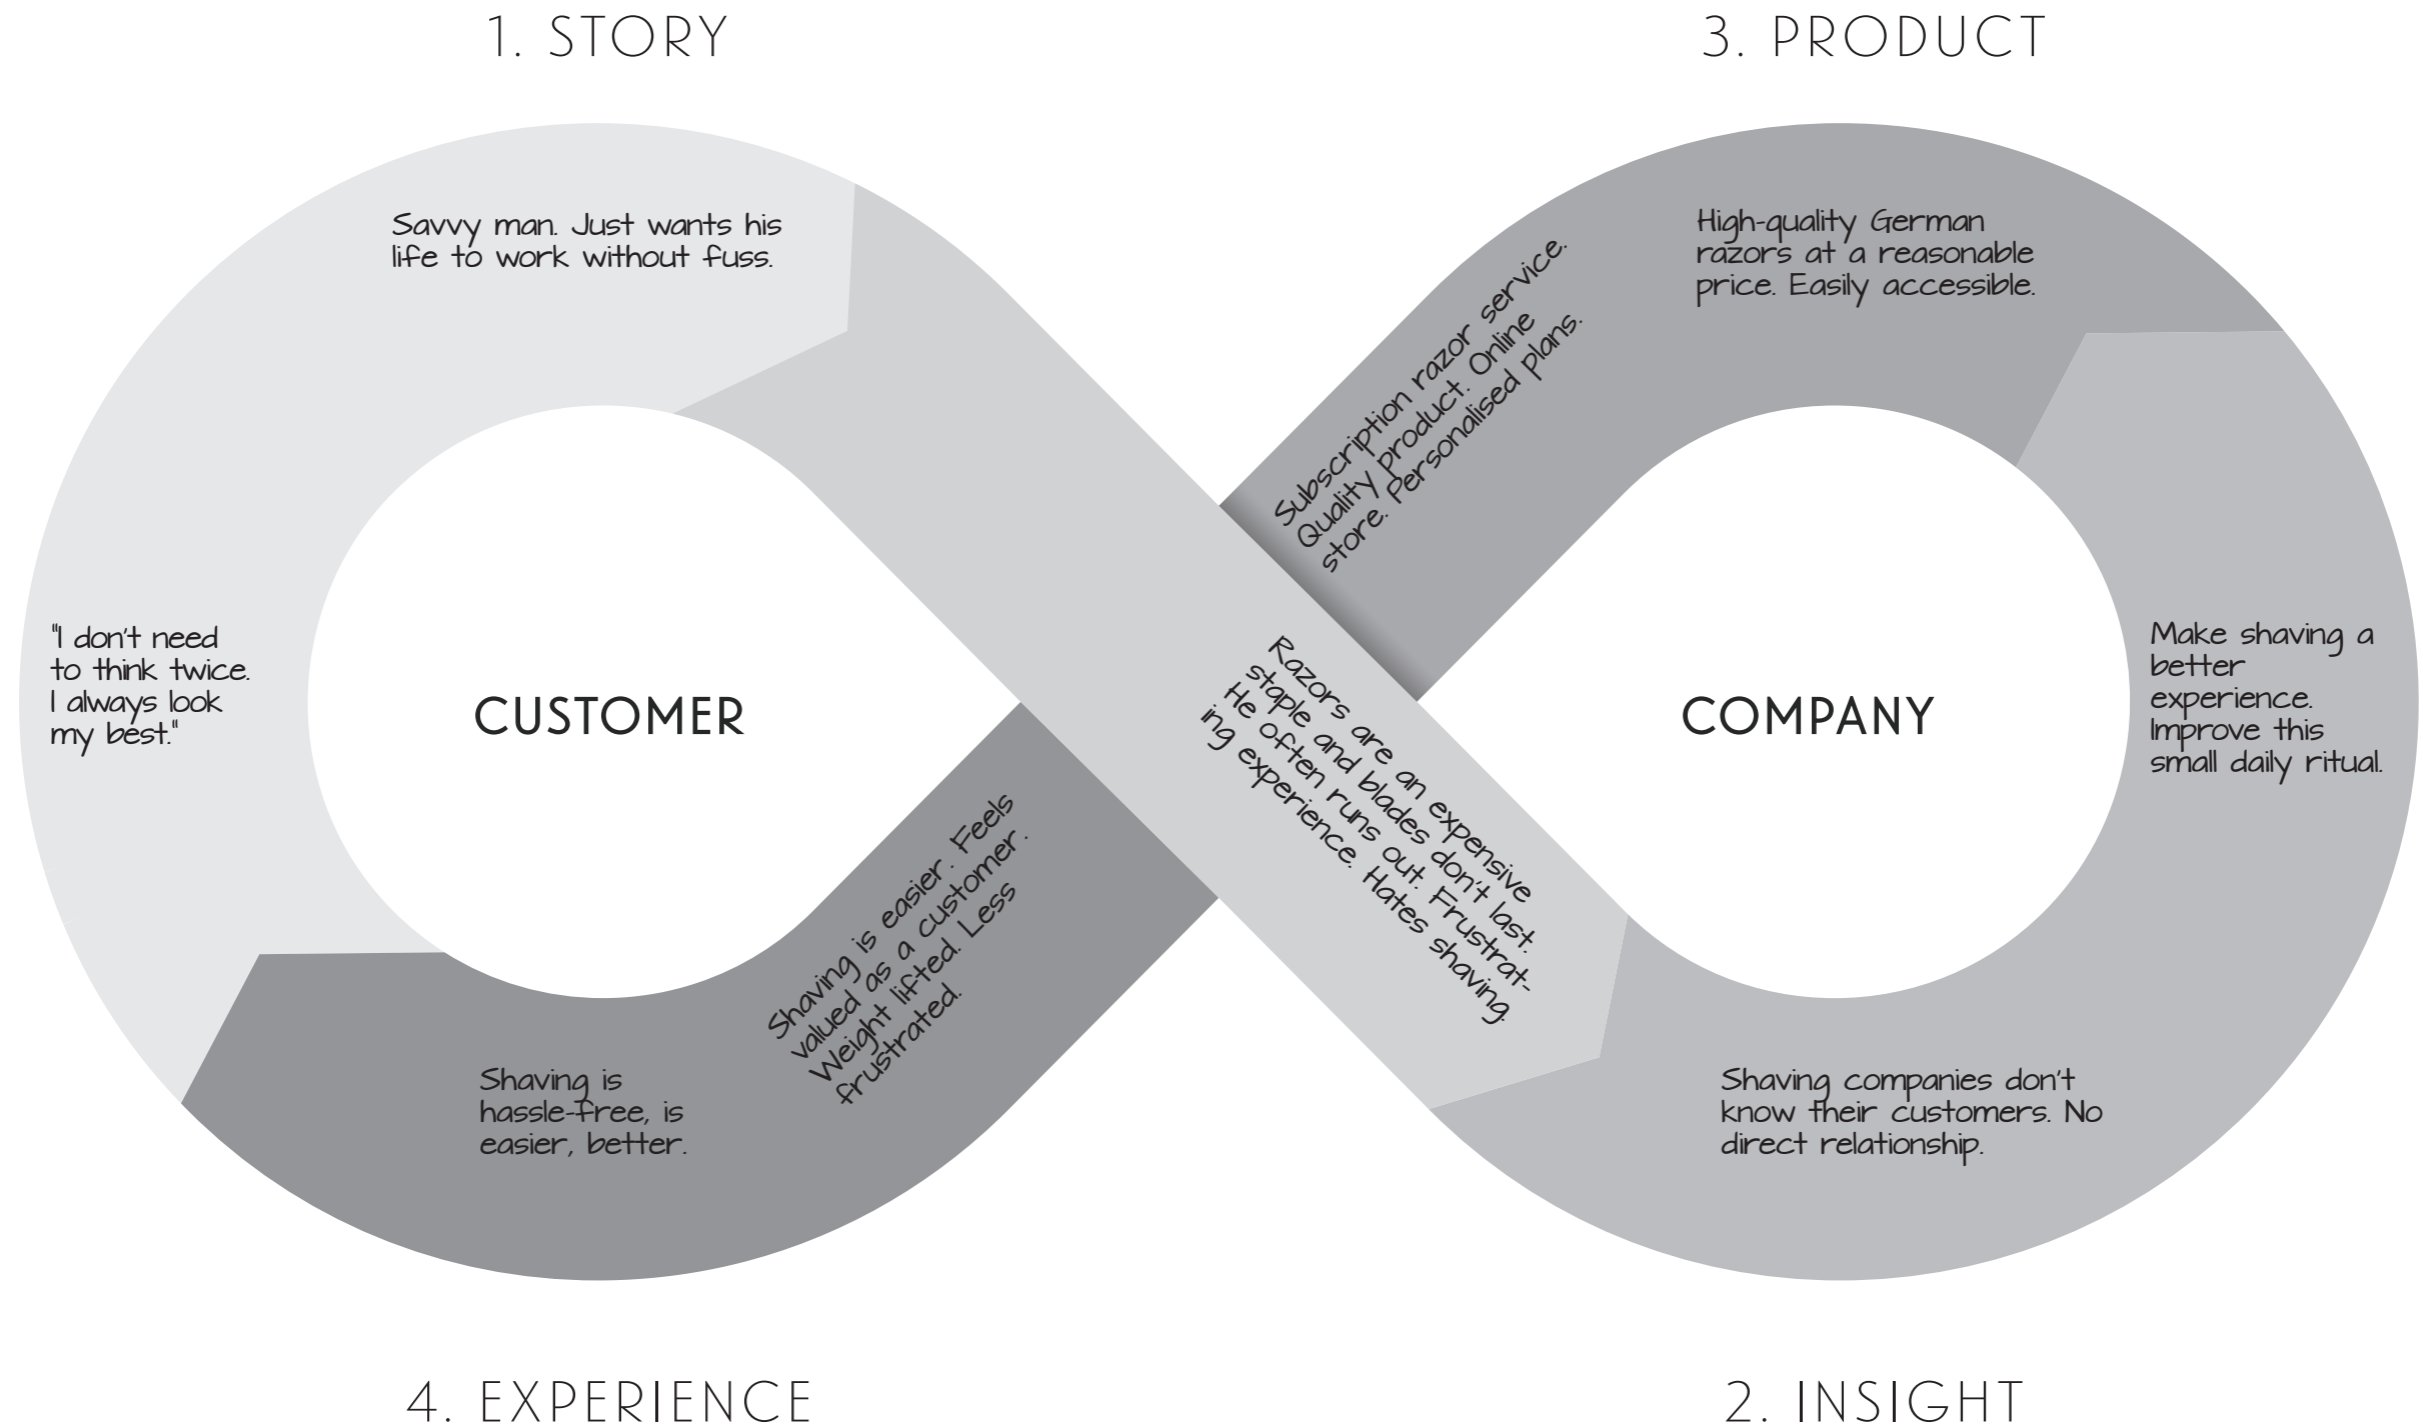 1. STORY
3. PRODUCT
Savvy man. Just wants his
life to work without fuss.
High-quality German
razors at a reasonable
price. Easily accessible.
Subscription razor service.
Quality product. Online
store. Personalised plans.
"I don't need
to think twice.
I always look
my best."
CUSTOMER
Razors are an expensive
staple and blades don't last.
He often runs out. Frustrat-
ing experience. Hates shaving.
COMPANY
Make shaving a
better
experience.
Improve this
small daily ritual.
Shaving is easier. Feels
valued as a customer.
Weight lifted. Less
frustrated.
Shaving is
hassle-free, is
easier, better.
Shaving companies don't
know their customers. No
direct relationship.
4. EXPERIENCE
2. INSIGHT